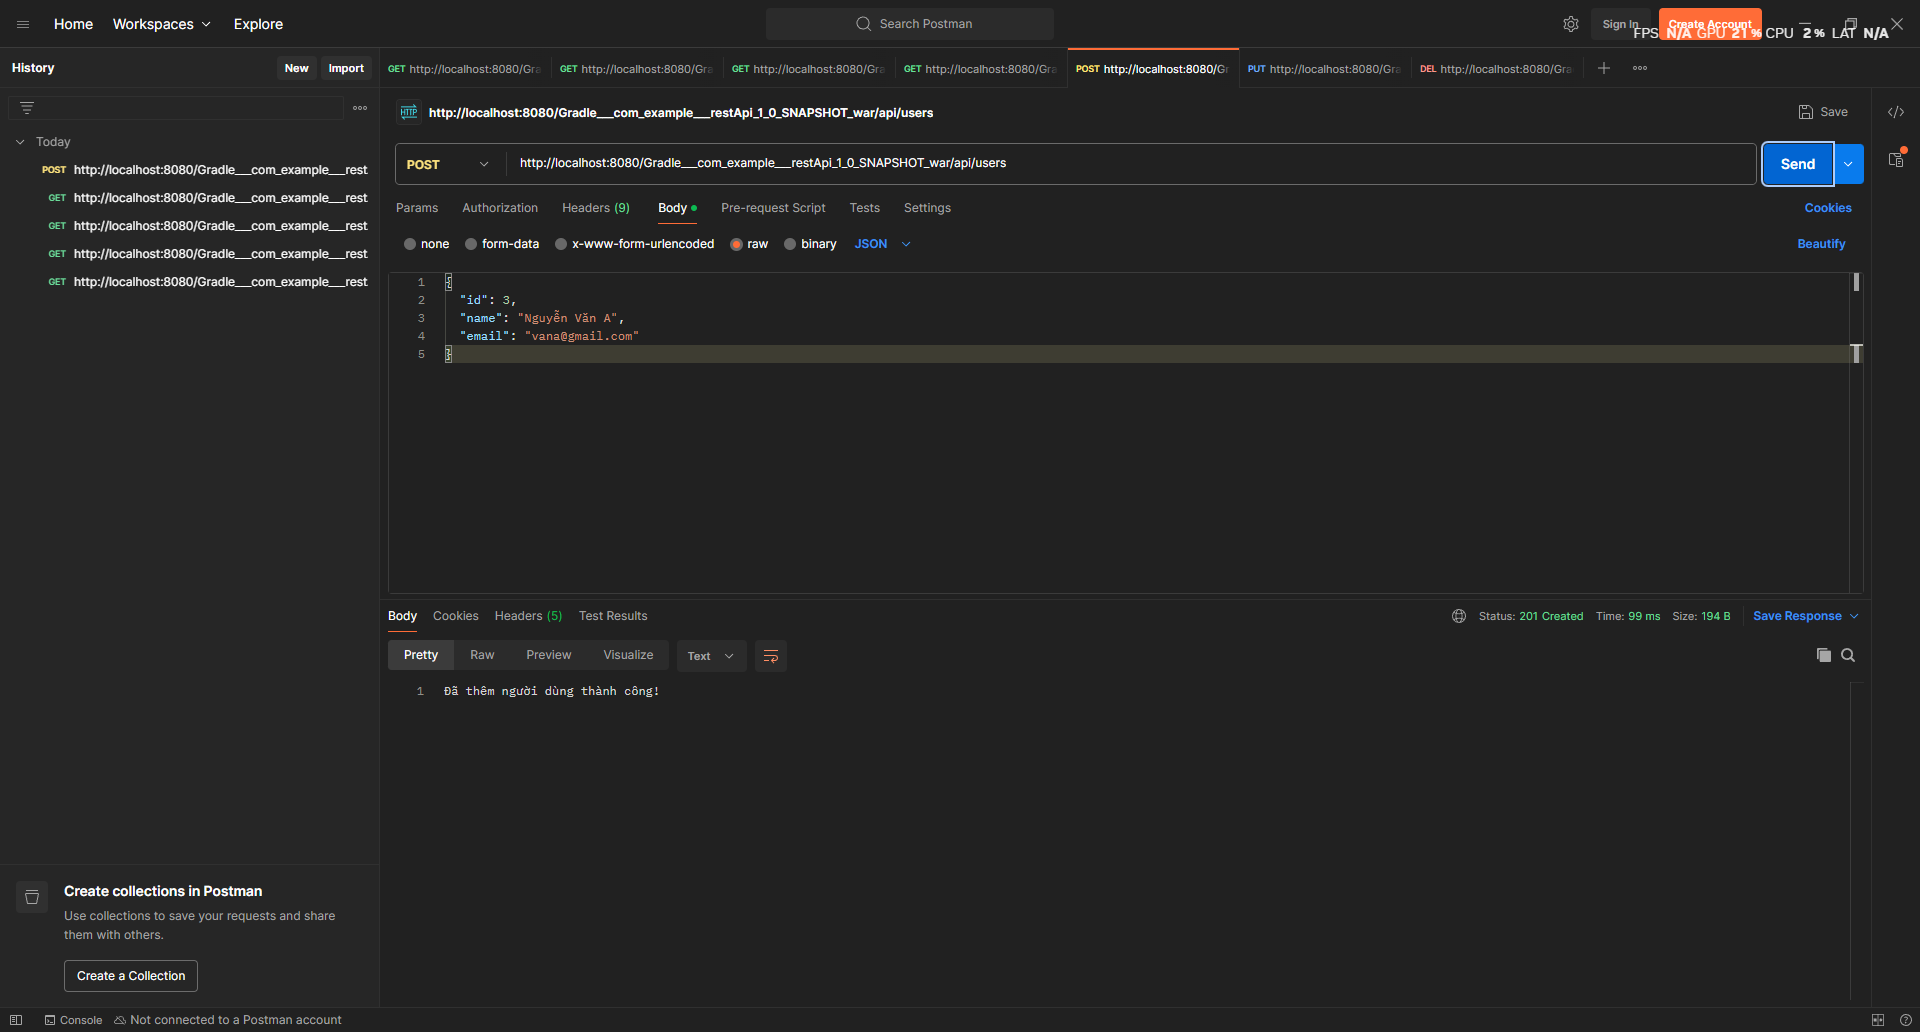 Home Workspaces Explore
Search Postman
Sign In Create Account
FPS N/A GPU 21 % CPU 2 % LAT N/A
History New Import
GET http://localhost:8080/Gra GET http://localhost:8080/Gra GET http://localhost:8080/Gra GET http://localhost:8080/Gra POST http://localhost:8080/Gr PUT http://localhost:8080/Gra DEL http://localhost:8080/Gra
HTTP http://localhost:8080/Gradle___com_example___restApi_1_0_SNAPSHOT_war/api/users Save
Today
POST http://localhost:8080/Gradle___com_example___rest
GET http://localhost:8080/Gradle___com_example___rest
GET http://localhost:8080/Gradle___com_example___rest
GET http://localhost:8080/Gradle___com_example___rest
GET http://localhost:8080/Gradle___com_example___rest
POST http://localhost:8080/Gradle___com_example___restApi_1_0_SNAPSHOT_war/api/users Send
Params Authorization Headers (9) Body Pre-request Script Tests Settings Cookies
none form-data x-www-form-urlencoded raw binary JSON Beautify
1 {
2 "id": 3,
3 "name": "Nguyễn Văn A",
4 "email": "vana@gmail.com"
5 }
Body Cookies Headers (5) Test Results Status: 201 Created Time: 99 ms Size: 194 B Save Response
Pretty Raw Preview Visualize Text
1 Đã thêm người dùng thành công!
Create collections in Postman
Use collections to save your requests and share
them with others.
Create a Collection
Console Not connected to a Postman account